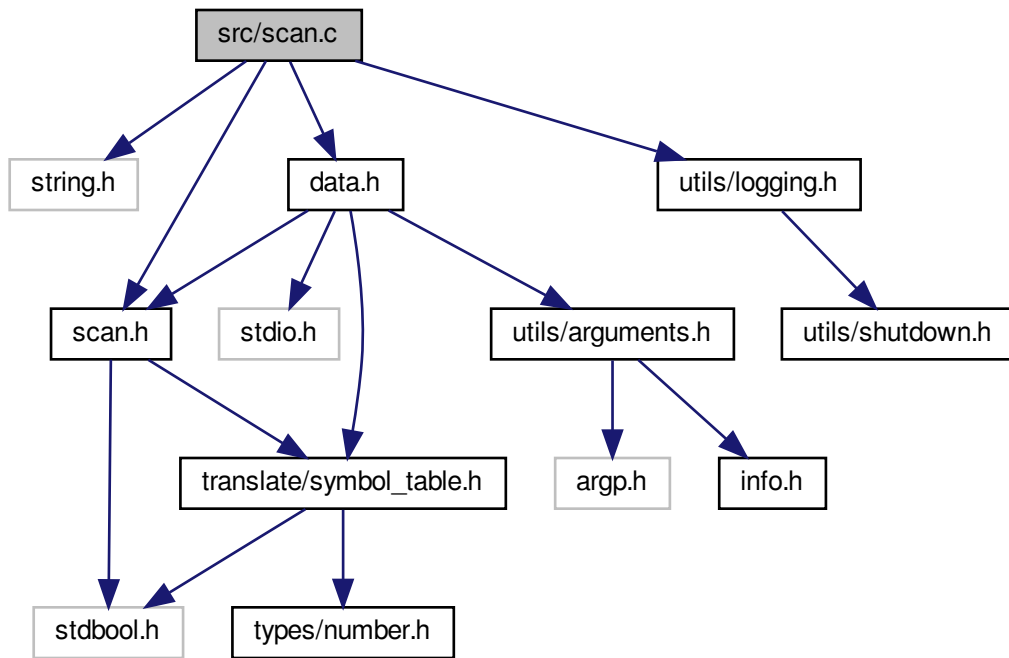 src/scan.c
string.h
data.h
utils/logging.h
scan.h
stdio.h
utils/arguments.h
utils/shutdown.h
translate/symbol_table.h
argp.h
info.h
stdbool.h
types/number.h